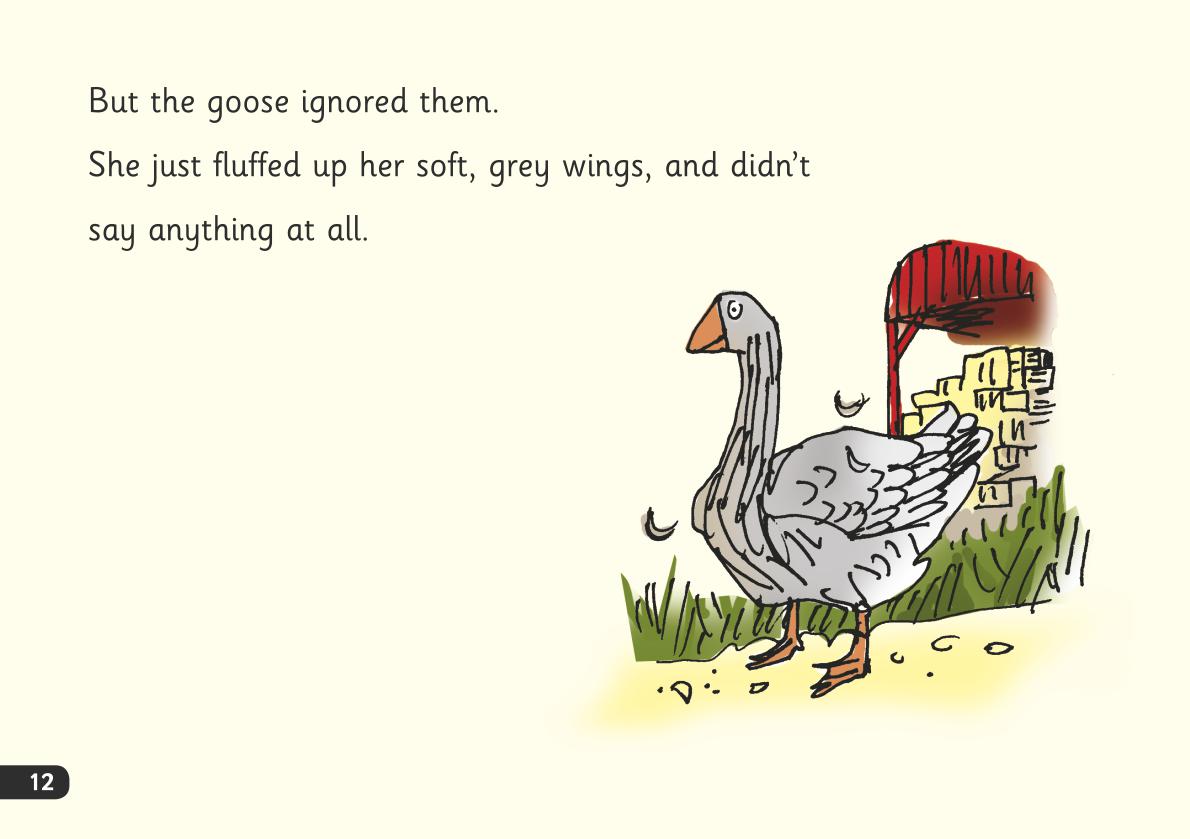 But the goose ignored them.
She just fluffed up her soft, grey wings, and didn’t
say anything at all.
12